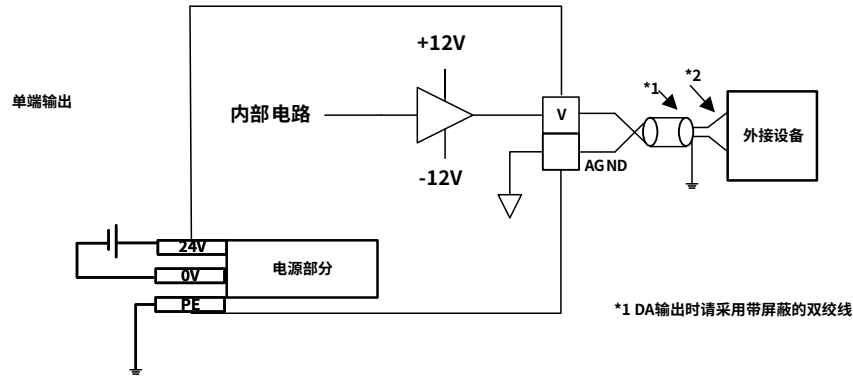 +12V
*2
*1
单端输出
内部电路
V
外接设备
AGND
-12V
24V
电源部分
0V
PE
*1 DA输出时请采用带屏蔽的双绞线